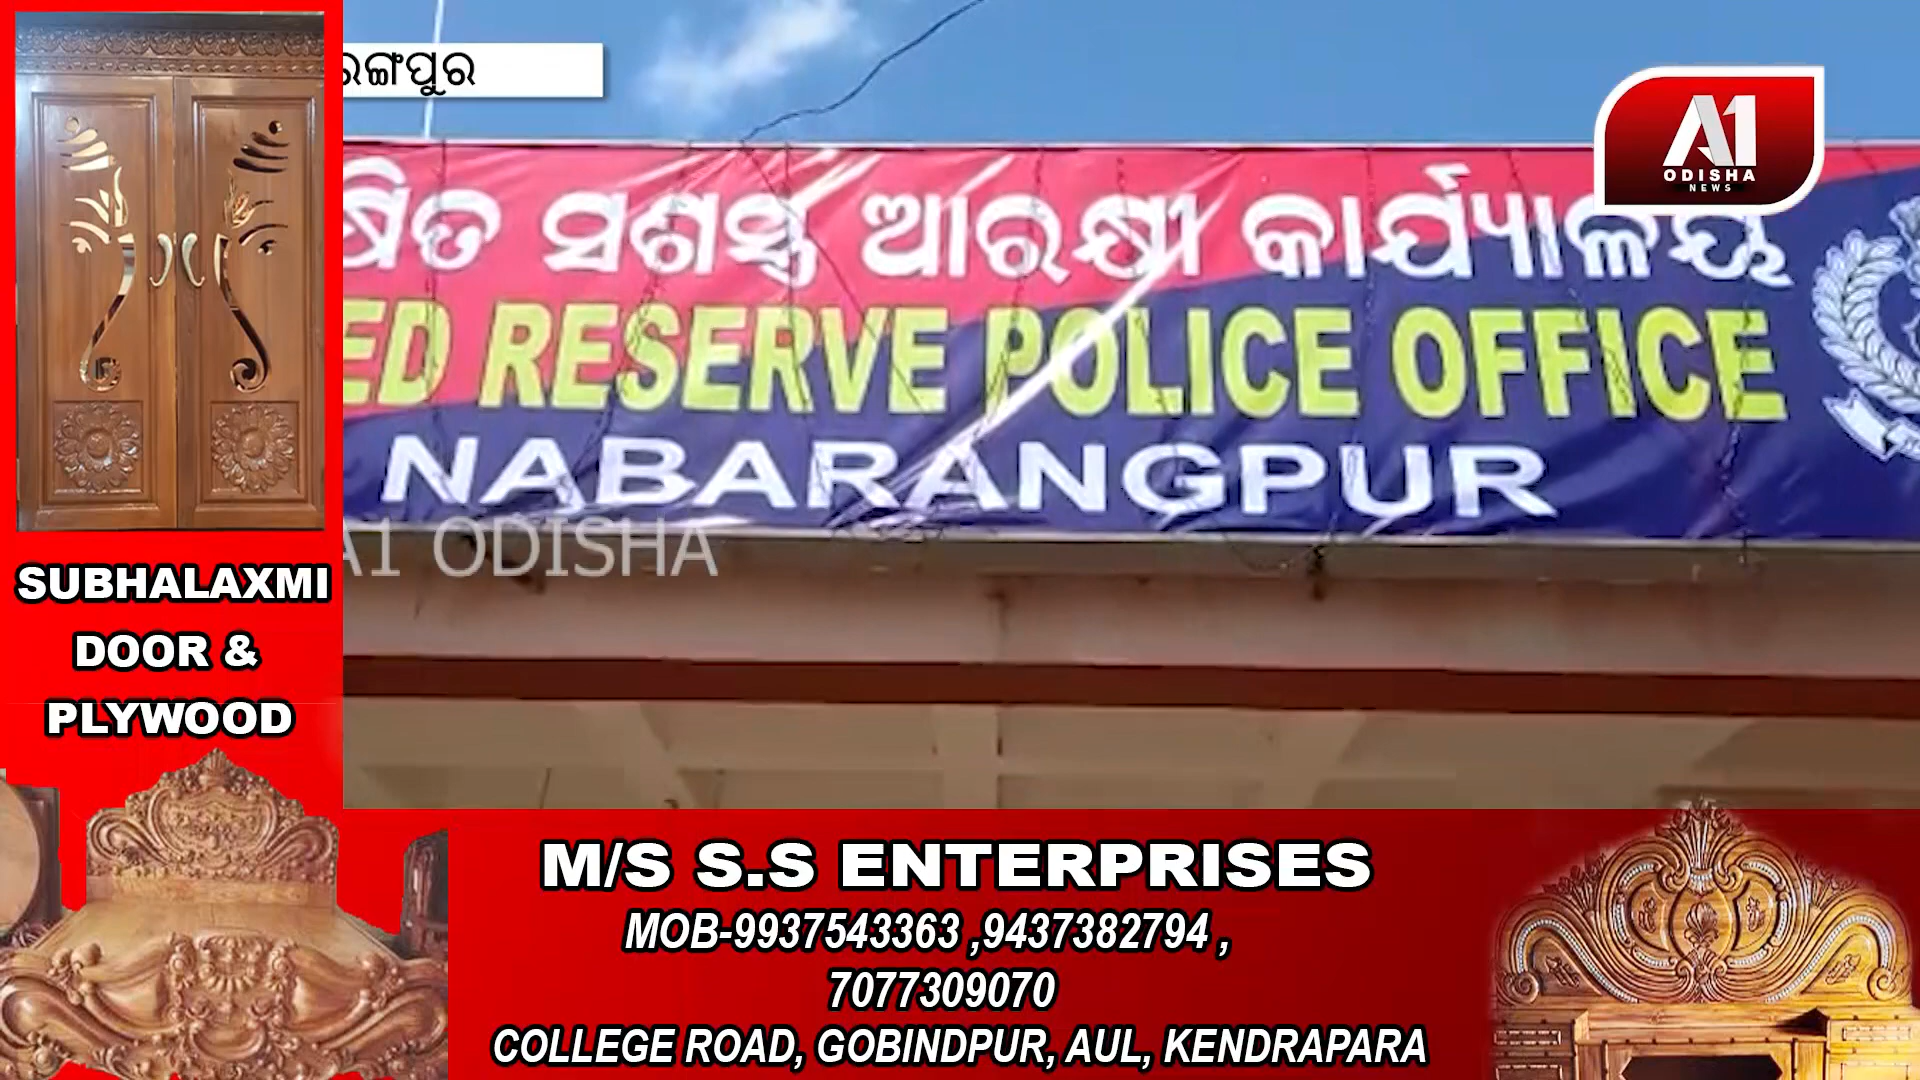 ରଙ୍ଗପୁର
A1
ODISHA
NEWS
ସଶସ୍ତ୍ର ଆରକ୍ଷୀ କାର୍ଯ୍ୟାଳୟ
ED RESERVE POLICE OFFICE
NABARANGPUR
A1 ODISHA
SUBHALAXMI
DOOR &
PLYWOOD
M/S S.S ENTERPRISES
MOB-9937543363 ,9437382794 ,
7077309070
COLLEGE ROAD, GOBINDPUR, AUL, KENDRAPARA